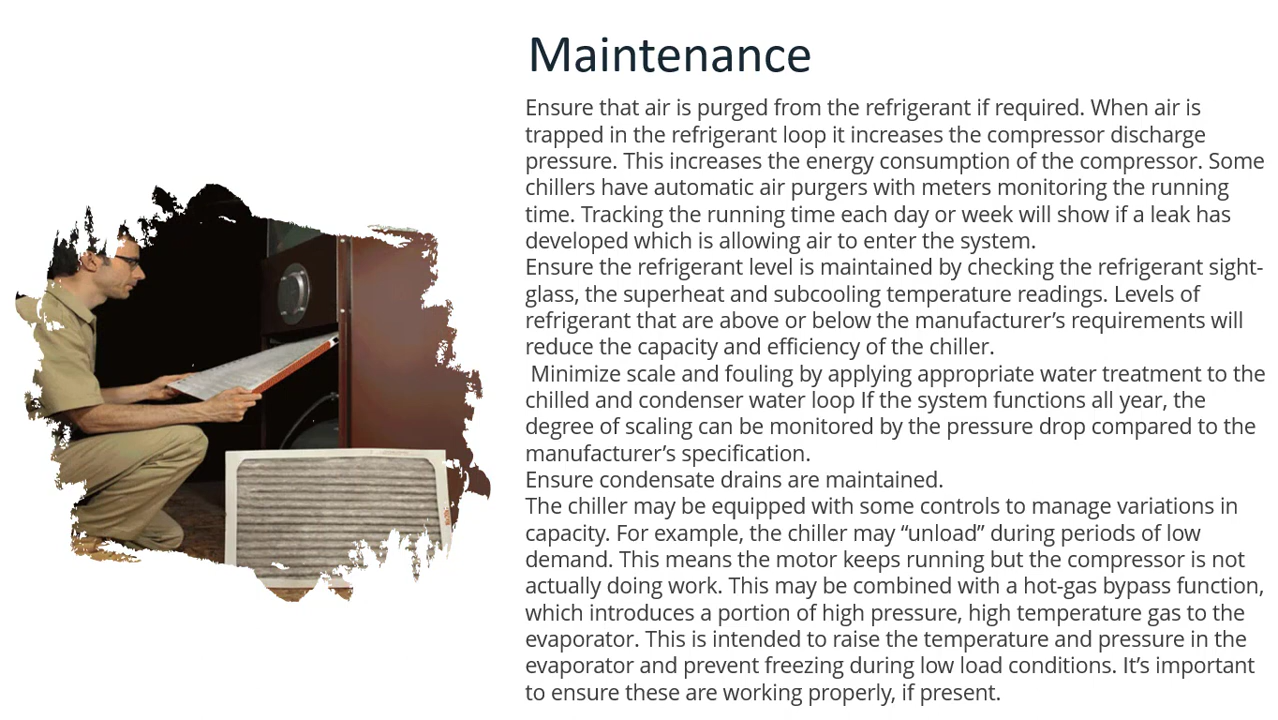 Maintenance
Ensure that air is purged from the refrigerant if required. When air is
trapped in the refrigerant loop it increases the compressor discharge
pressure. This increases the energy consumption of the compressor. Some
chillers have automatic air purgers with meters monitoring the running
time. Tracking the running time each day or week will show if a leak has
developed which is allowing air to enter the system.
Ensure the refrigerant level is maintained by checking the refrigerant sight-
glass, the superheat and subcooling temperature readings. Levels of
refrigerant that are above or below the manufacturer’s requirements will
reduce the capacity and efficiency of the chiller.
Minimize scale and fouling by applying appropriate water treatment to the
chilled and condenser water loop If the system functions all year, the
degree of scaling can be monitored by the pressure drop compared to the
manufacturer’s specification.
Ensure condensate drains are maintained.
The chiller may be equipped with some controls to manage variations in
capacity. For example, the chiller may “unload” during periods of low
demand. This means the motor keeps running but the compressor is not
actually doing work. This may be combined with a hot-gas bypass function,
which introduces a portion of high pressure, high temperature gas to the
evaporator. This is intended to raise the temperature and pressure in the
evaporator and prevent freezing during low load conditions. It’s important
to ensure these are working properly, if present.